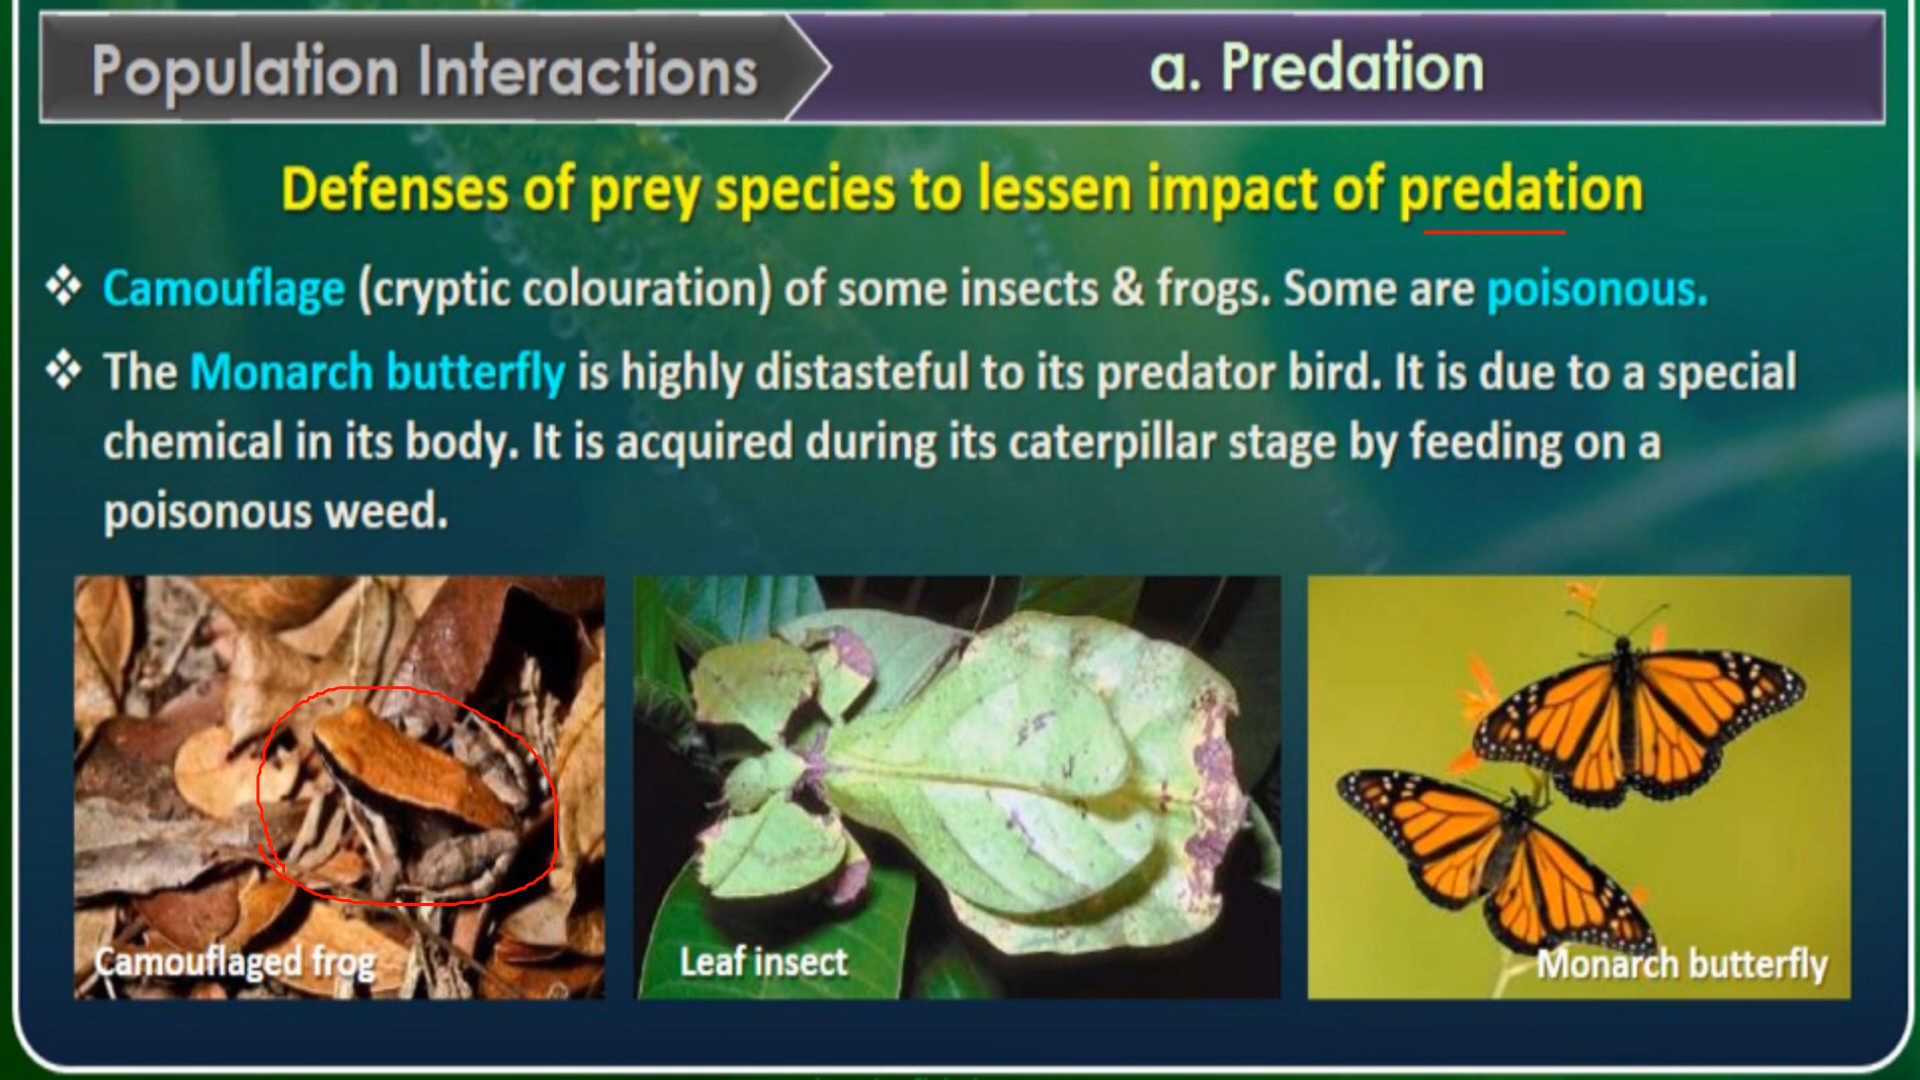 Population Interactions
a. Predation
Defenses of prey species to lessen impact of predation
❖ Camouflage (cryptic colouration) of some insects & frogs. Some are poisonous.
❖ The Monarch butterfly is highly distasteful to its predator bird. It is due to a special
chemical in its body. It is acquired during its caterpillar stage by feeding on a
poisonous weed.
Camouflaged frog
Leaf insect
Monarch butterfly